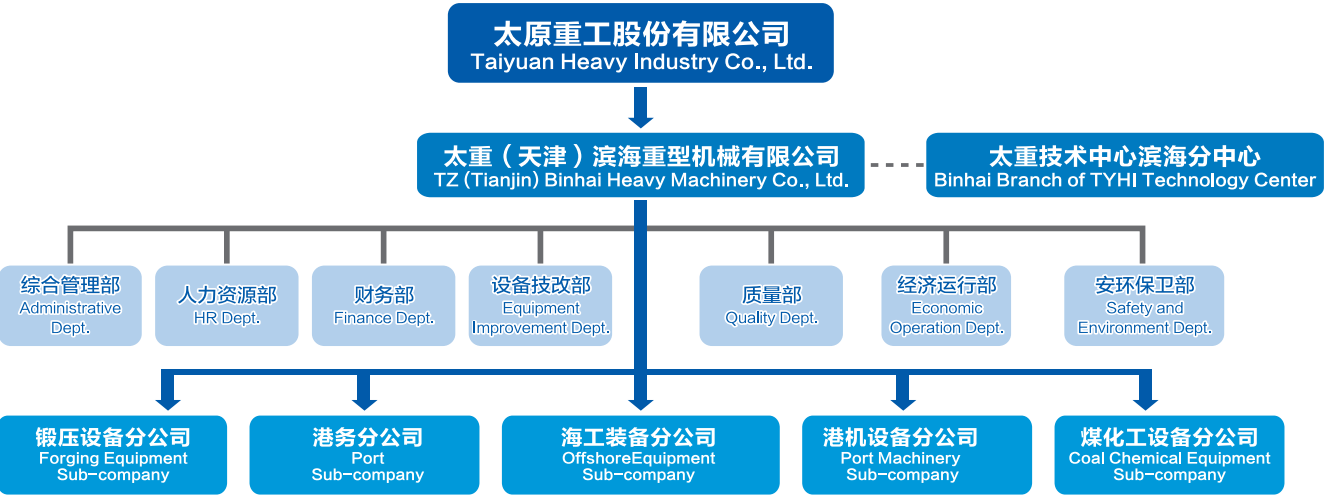 太原重工股份有限公司
Taiyuan Heavy Industry Co., Ltd.
太重（天津）滨海重型机械有限公司
TZ (Tianjin) Binhai Heavy Machinery Co., Ltd.
太重技术中心滨海分中心
Binhai Branch of TYHI Technology Center
综合管理部
Administrative
Dept.
人力资源部
HR Dept.
财务部
Finance Dept.
设备技改部
Equipment
Improvement Dept.
质量部
Quality Dept.
经济运行部
Economic
Operation Dept.
安环保卫部
Safety and
Environment Dept.
锻压设备分公司
Forging Equipment
Sub-company
港务分公司
Port
Sub-company
海工装备分公司
OffshoreEquipment
Sub-company
港机设备分公司
Port Machinery
Sub-company
煤化工设备分公司
Coal Chemical Equipment
Sub-company